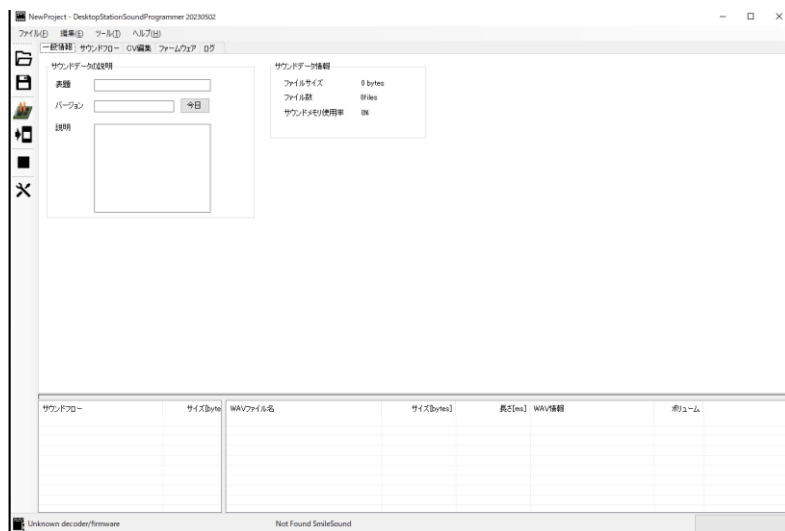 NewProject - DesktopStationSoundProgrammer 20230502
ファイル(F) 編集(E) ツール(T) ヘルプ(H)
一般情報 サウンドフロー CV編集 ファームウェア ログ
サウンドデータの説明
表題
バージョン 今日
説明
サウンドデータ情報
ファイルサイズ 0 bytes
ファイル数 0files
サウンドメモリ使用率 0%
サウンドフロー サイズ[byte WAVファイル名 サイズ[bytes] 長さ[ms] WAV情報 ボリューム
Unknown decoder/firmware Not Found SmileSound